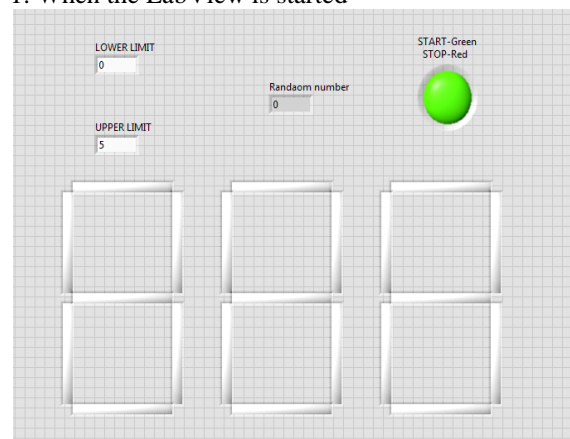 1. When the LabView is started
LOWER LIMIT
0
START-Green
STOP-Red
Randaom number
0
UPPER LIMIT
5